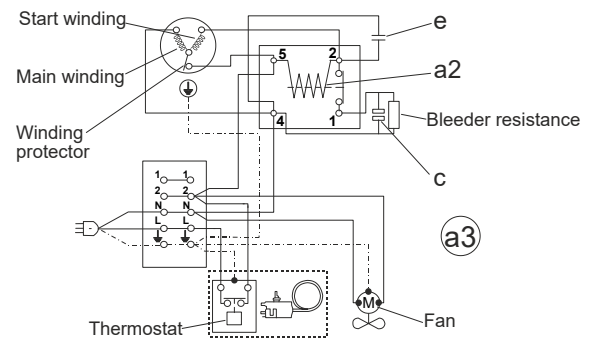 Start winding
e
5 2
a2
Main winding
Winding
protector
4 1
Bleeder resistance
c
1 1
2 2
N N
L L
a3
M
Fan
Thermostat